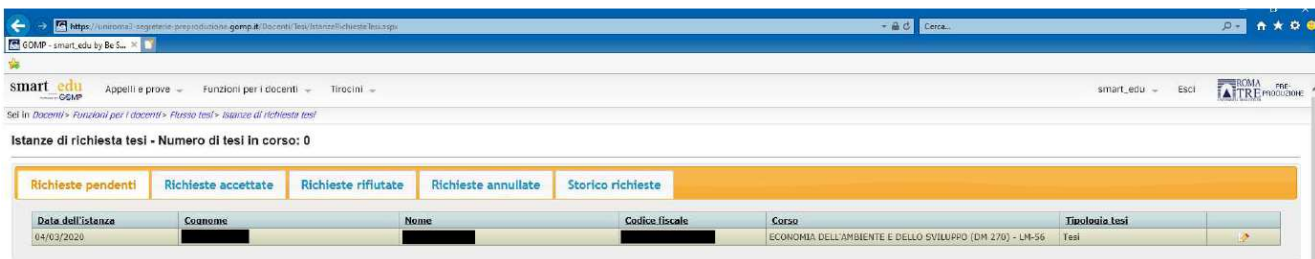 https://uniroma3-segreterie-preproduzione.gomp.it/Docenti/Tesi/IstanzeRichiesteTesi.aspx
Cerca...
GOMP - smart_edu by Be S...
smart_edu
GOMP
Appelli e prove
Funzioni per i docenti
Tirocini
smart_edu
Esci
ROMA TRE
PRE-PRODUZIONE
Sei in Docenti> Funzioni per i docenti> Flusso tesi> Istanze di richiesta tesi
Istanze di richiesta tesi - Numero di tesi in corso: 0
Richieste pendenti Richieste accettate Richieste rifiutate Richieste annullate Storico richieste
Data dell'istanza Cognome Nome Codice fiscale Corso Tipologia tesi
04/03/2020 ECONOMIA DELL'AMBIENTE E DELLO SVILUPPO (DM 270) - LM-56 Tesi